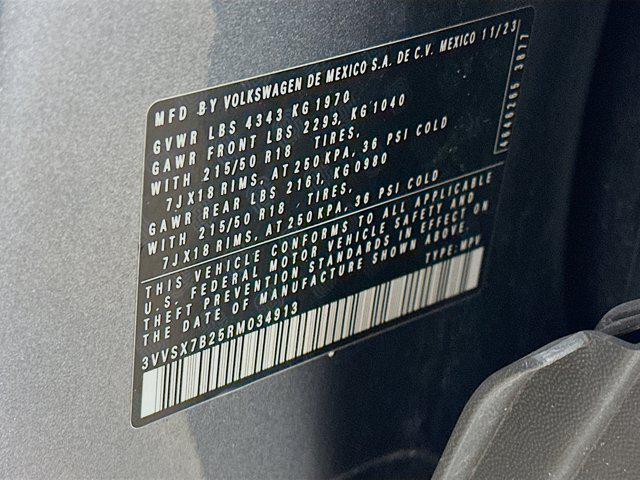 MFD BY VOLKSWAGEN DE MEXICO S.A. DE C.V. MEXICO 11/23
GVWR LBS 4343 KG 1970
GAWR FRONT LBS 2293, KG 1040
WITH 215/50 R18 TIRES,
7JX18 RIMS, AT 250 KPA, 36 PSI COLD
GAWR REAR LBS 2161, KG0980
WITH 215/50 R18 TIRES,
7JX18 RIMS, AT 250 KPA, 36 PSI COLD
THIS VEHICLE CONFORMS TO ALL APPLICABLE
U.S. FEDERAL MOTOR VEHICLE SAFETY AND
THEFT PREVENTION STANDARDS IN EFFECT ON
THE DATE OF MANUFACTURE SHOWN ABOVE.
3VVSX7B25RM034913 TYPE:MPV